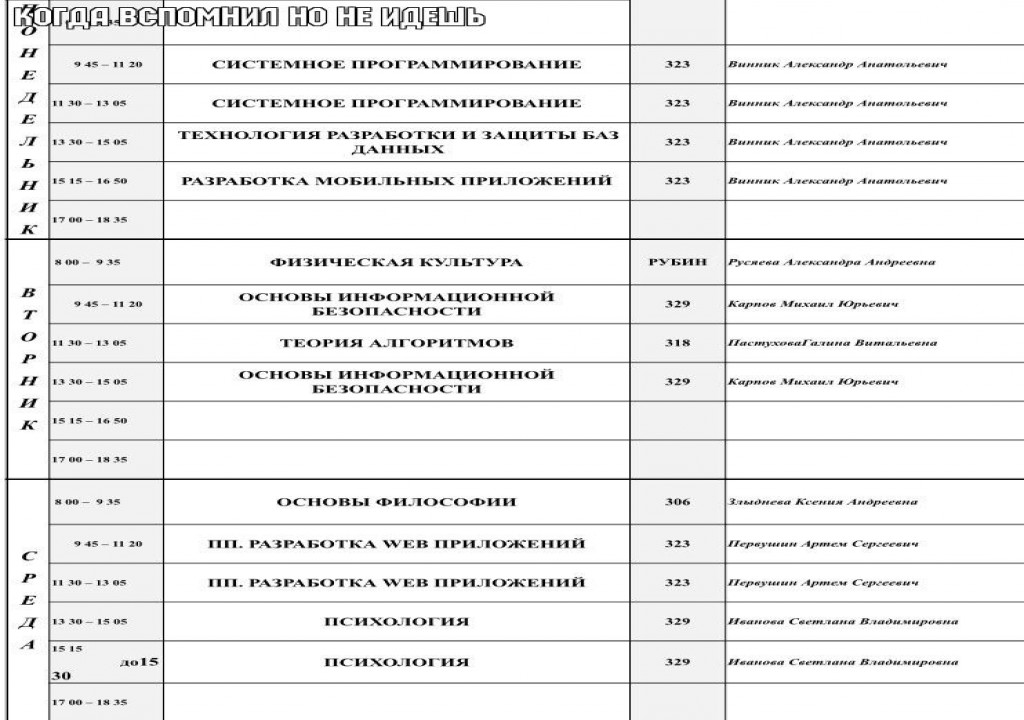 КОГДА ВСПОМНИЛ НО НЕ ИДЕШЬ
ПОНЕДЕЛЬНИК
9 45 – 11 20 СИСТЕМНОЕ ПРОГРАММИРОВАНИЕ 323 Винник Александр Анатольевич
11 30 – 13 05 СИСТЕМНОЕ ПРОГРАММИРОВАНИЕ 323 Винник Александр Анатольевич
13 30 – 15 05 ТЕХНОЛОГИЯ РАЗРАБОТКИ И ЗАЩИТЫ БАЗ
ДАННЫХ 323 Винник Александр Анатольевич
15 15 – 16 50 РАЗРАБОТКА МОБИЛЬНЫХ ПРИЛОЖЕНИЙ 323 Винник Александр Анатольевич
17 00 – 18 35
ВТОРНИК
8 00 – 9 35 ФИЗИЧЕСКАЯ КУЛЬТУРА РУБИН Русяева Александра Андреевна
9 45 – 11 20 ОСНОВЫ ИНФОРМАЦИОННОЙ
БЕЗОПАСНОСТИ 329 Карпов Михаил Юрьевич
11 30 – 13 05 ТЕОРИЯ АЛГОРИТМОВ 318 ПастуховаГалина Витальевна
13 30 – 15 05 ОСНОВЫ ИНФОРМАЦИОННОЙ
БЕЗОПАСНОСТИ 329 Карпов Михаил Юрьевич
15 15 – 16 50
17 00 – 18 35
СРЕДА
8 00 – 9 35 ОСНОВЫ ФИЛОСОФИИ 306 Злыднева Ксения Андреевна
9 45 – 11 20 ПП. РАЗРАБОТКА WEB ПРИЛОЖЕНИЙ 323 Первушин Артем Сергеевич
11 30 – 13 05 ПП. РАЗРАБОТКА WEB ПРИЛОЖЕНИЙ 323 Первушин Артем Сергеевич
13 30 – 15 05 ПСИХОЛОГИЯ 329 Иванова Светлана Владимировна
15 15
до15 ПСИХОЛОГИЯ 329 Иванова Светлана Владимировна
30
17 00 – 18 35